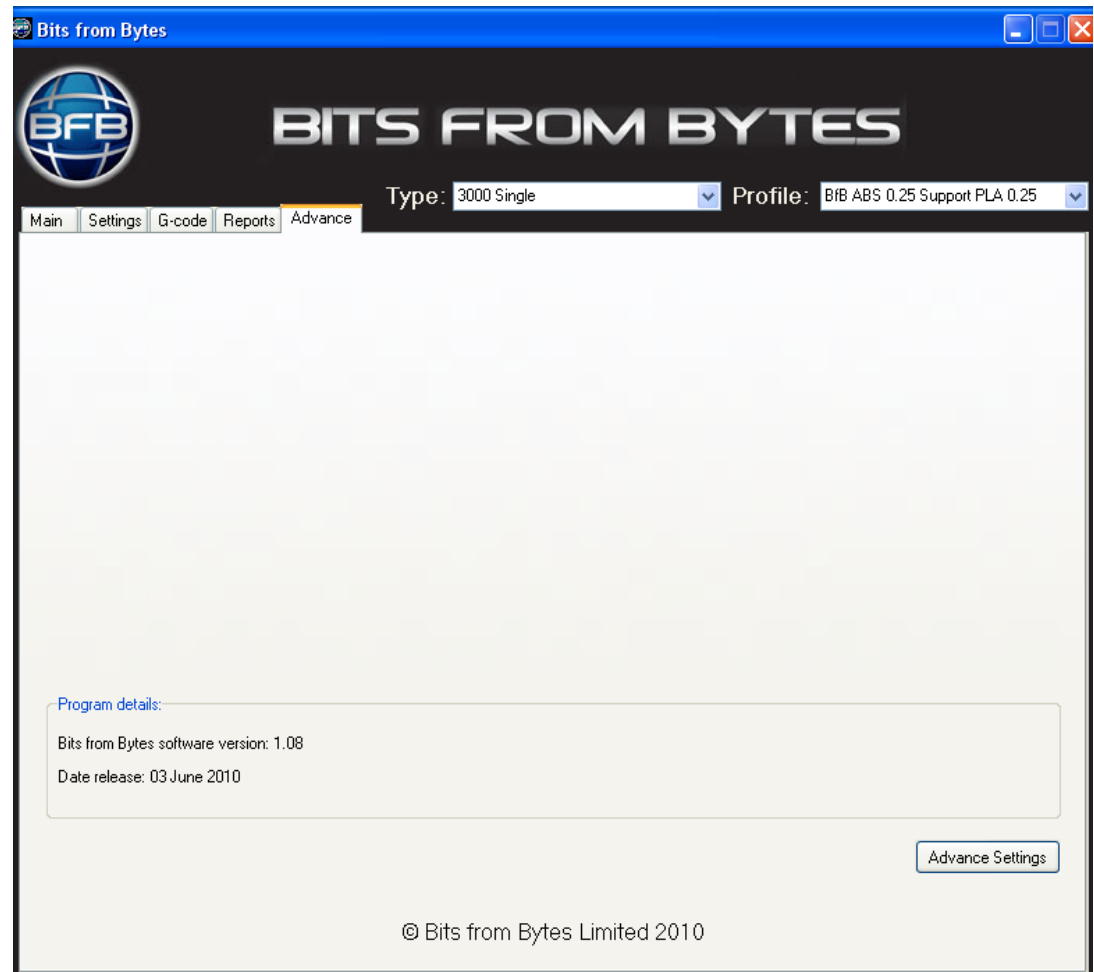 Bits from Bytes
BFB
BITS FROM BYTES
Type: 3000 Single Profile: BfB ABS 0.25 Support PLA 0.25
Main Settings G-code Reports Advance
Program details:
Bits from Bytes software version: 1.08
Date release: 03 June 2010
Advance Settings
© Bits from Bytes Limited 2010